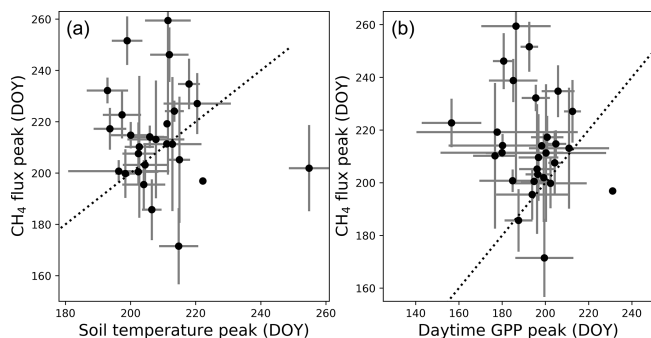 (a)
CH4 flux peak (DOY)
260
240
220
200
180
160
180 200 220 240 260
Soil temperature peak (DOY)
(b)
CH4 flux peak (DOY)
260
240
220
200
180
160
140 160 180 200 220 240
Daytime GPP peak (DOY)